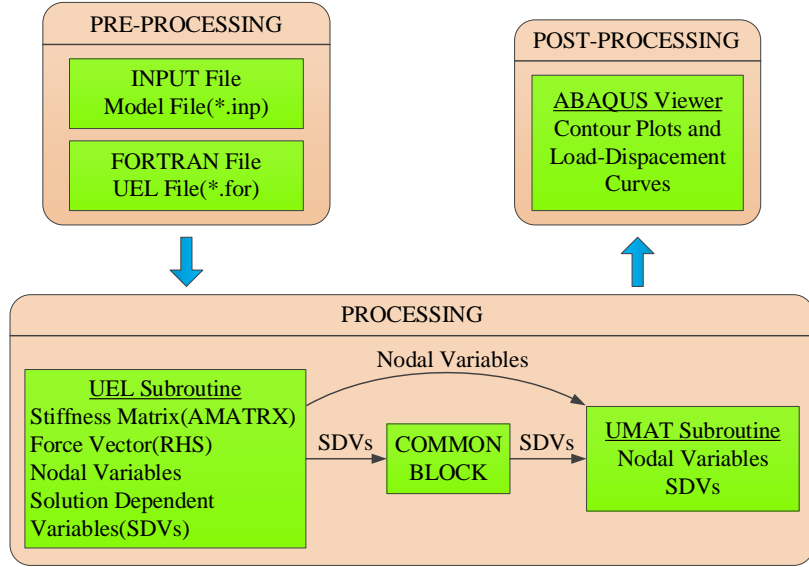 PRE-PROCESSING
INPUT File
Model File(*.inp)
FORTRAN File
UEL File(*.for)
POST-PROCESSING
ABAQUS Viewer
Contour Plots and
Load-Dispacement
Curves
PROCESSING
UEL Subroutine
Stiffness Matrix(AMATRX)
Force Vector(RHS)
Nodal Variables
Solution Dependent
Variables(SDVs)
Nodal Variables
SDVs
COMMON
BLOCK
SDVs
UMAT Subroutine
Nodal Variables
SDVs